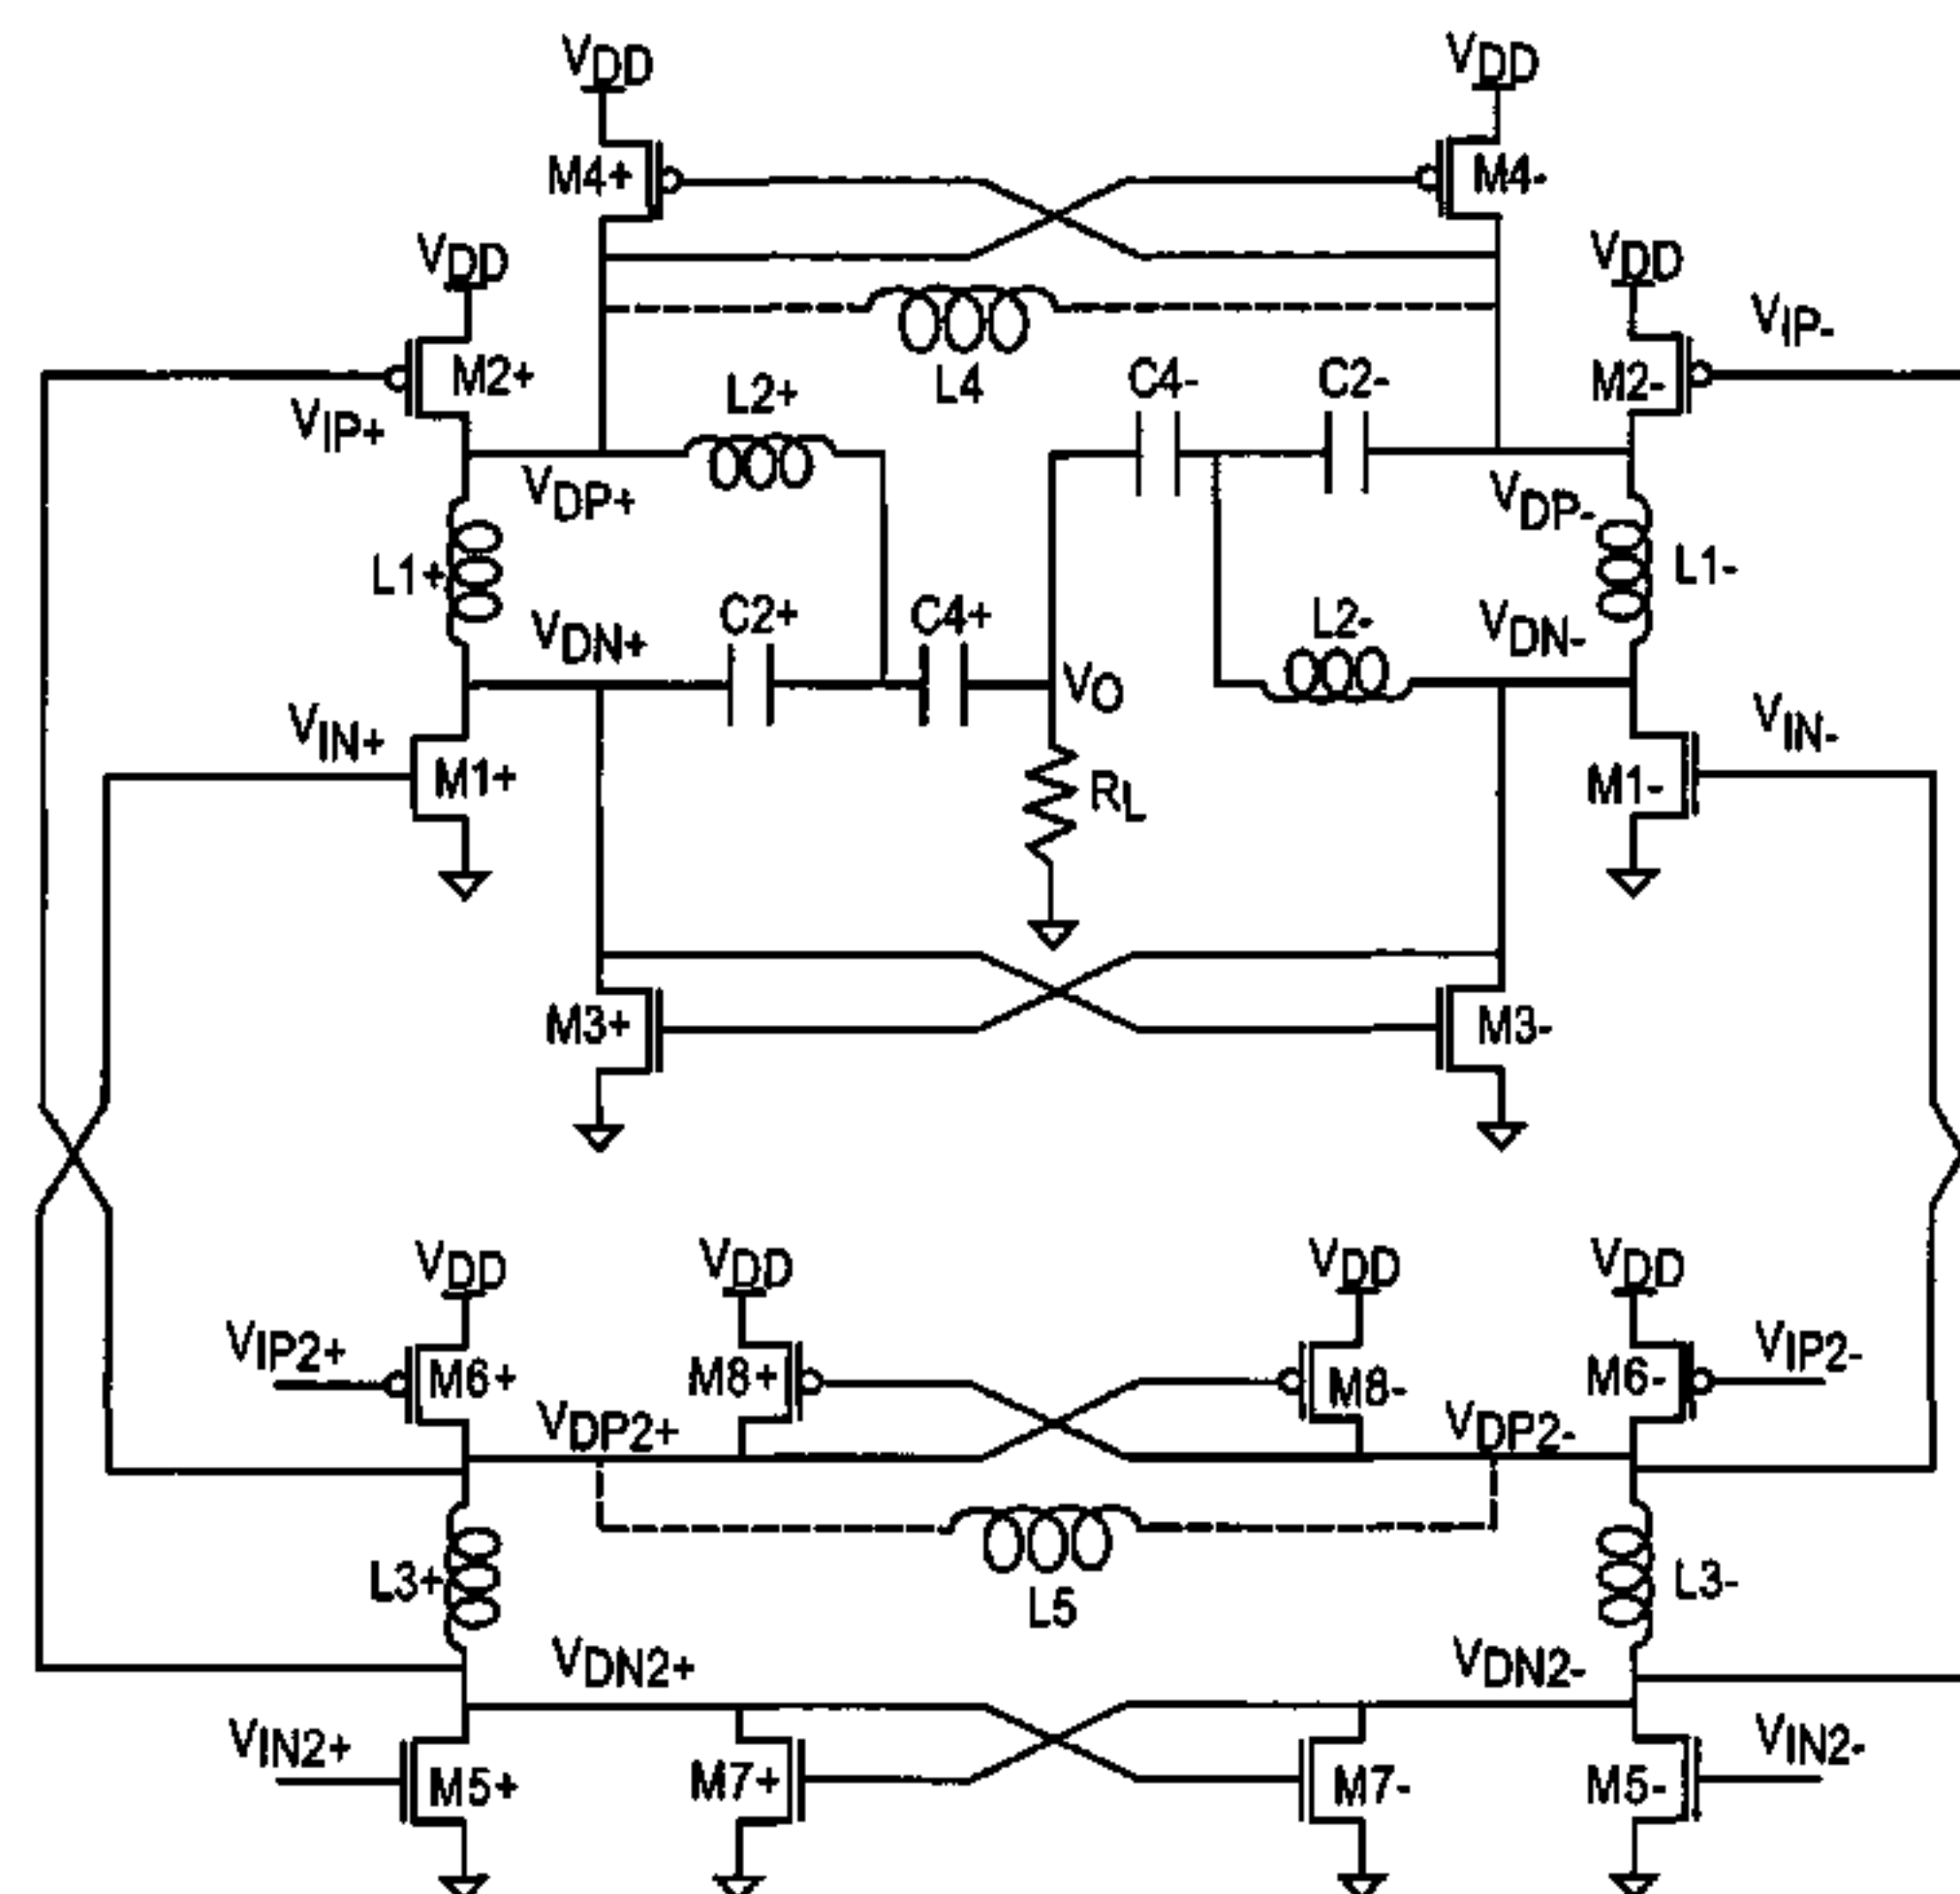 VDD VDD
M4+ M4-
VDD VDD
M2+ M2- VIP-
VIP+ L2+ L4 C4- C2-
VDP+ VDP-
L1+ L1-
VDN+ C2+ C4+ L2- VDN-
VIN+ VO VIN-
M1+ RL M1-
M3+ M3-
VDD VDD VDD VDD
VIP2+ M6+ M8+ M8- M6- VIP2-
VDP2+ VDP2-
L3+ L5 L3-
VDN2+ VDN2-
VIN2+ M5+ M7+ M7- M5- VIN2-